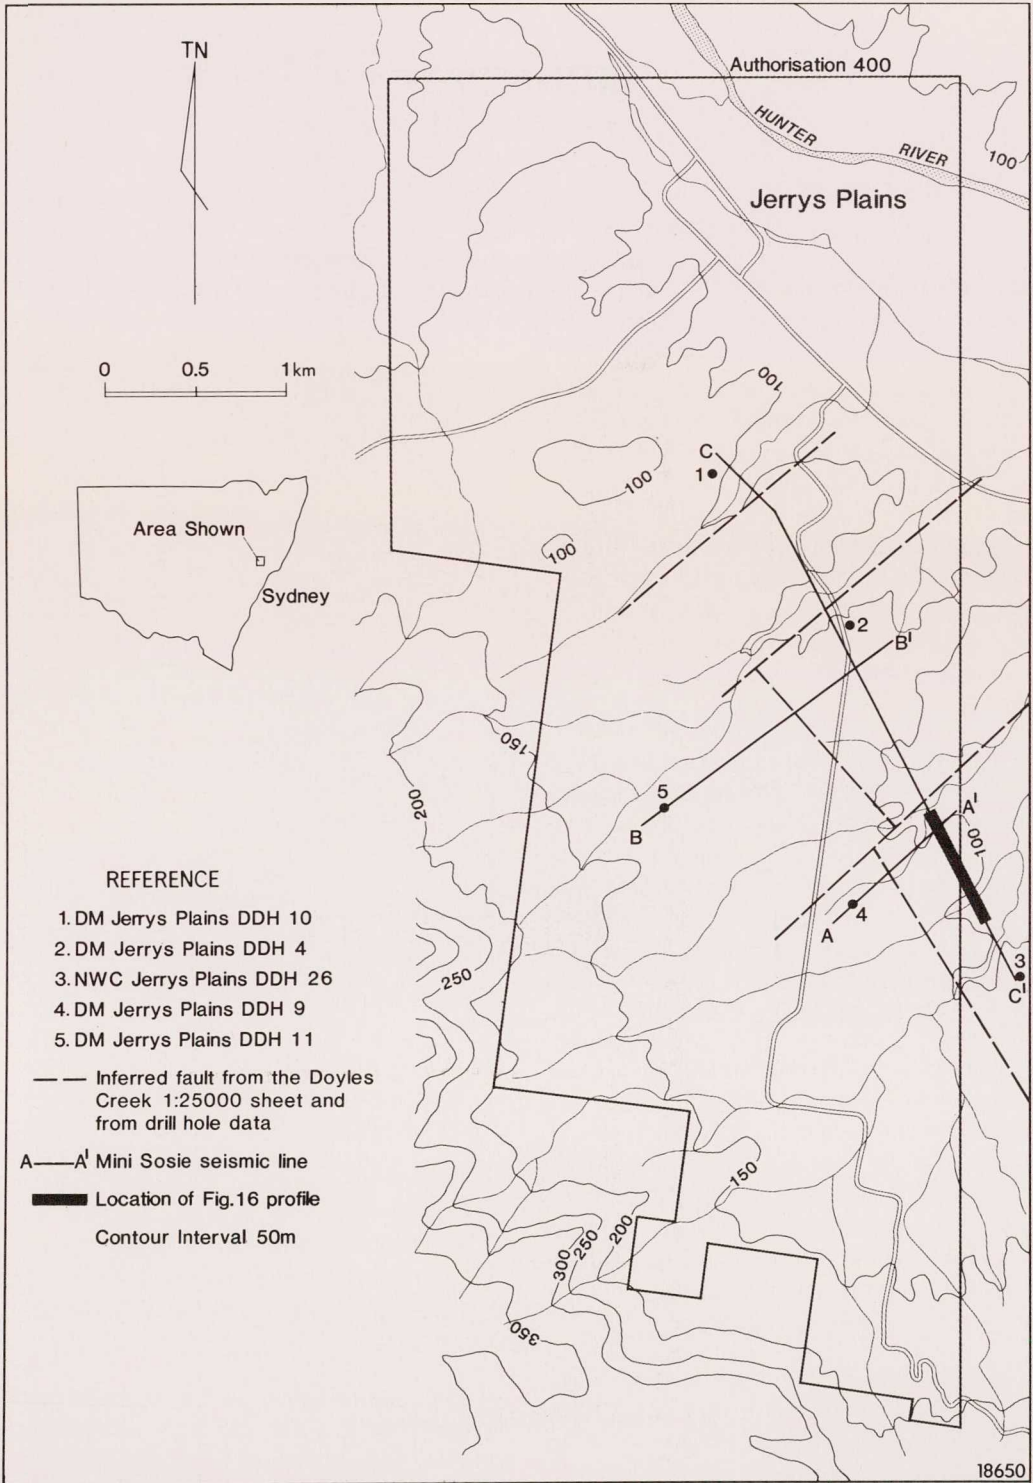 TN
Authorisation 400
HUNTER RIVER
100
Jerrys Plains
0 0.5 1km
100
C
1
100
100
Area Shown
Sydney
2
B'
150
200
5
B
A'
100
4
A
3
C'
250
REFERENCE
1. DM Jerrys Plains DDH 10
2. DM Jerrys Plains DDH 4
3. NWC Jerrys Plains DDH 26
4. DM Jerrys Plains DDH 9
5. DM Jerrys Plains DDH 11
Inferred fault from the Doyles
Creek 1:25000 sheet and
from drill hole data
A A' Mini Sosie seismic line
Location of Fig.16 profile
Contour Interval 50m
150
200
250
300
350
18650